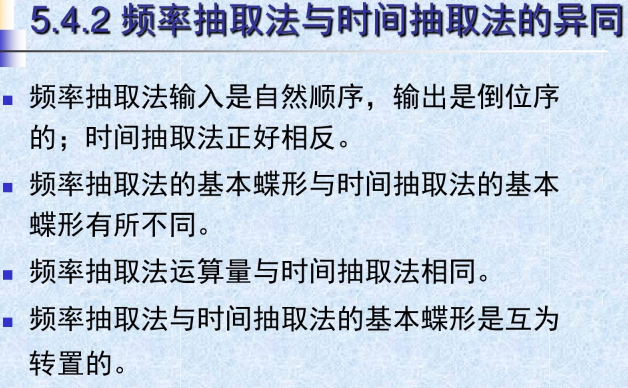 5.4.2 频率抽取法与时间抽取法的异同
频率抽取法输入是自然顺序，输出是倒位序
的；时间抽取法正好相反。
频率抽取法的基本蝶形与时间抽取法的基本
蝶形有所不同。
频率抽取法运算量与时间抽取法相同。
频率抽取法与时间抽取法的基本蝶形是互为
转置的。